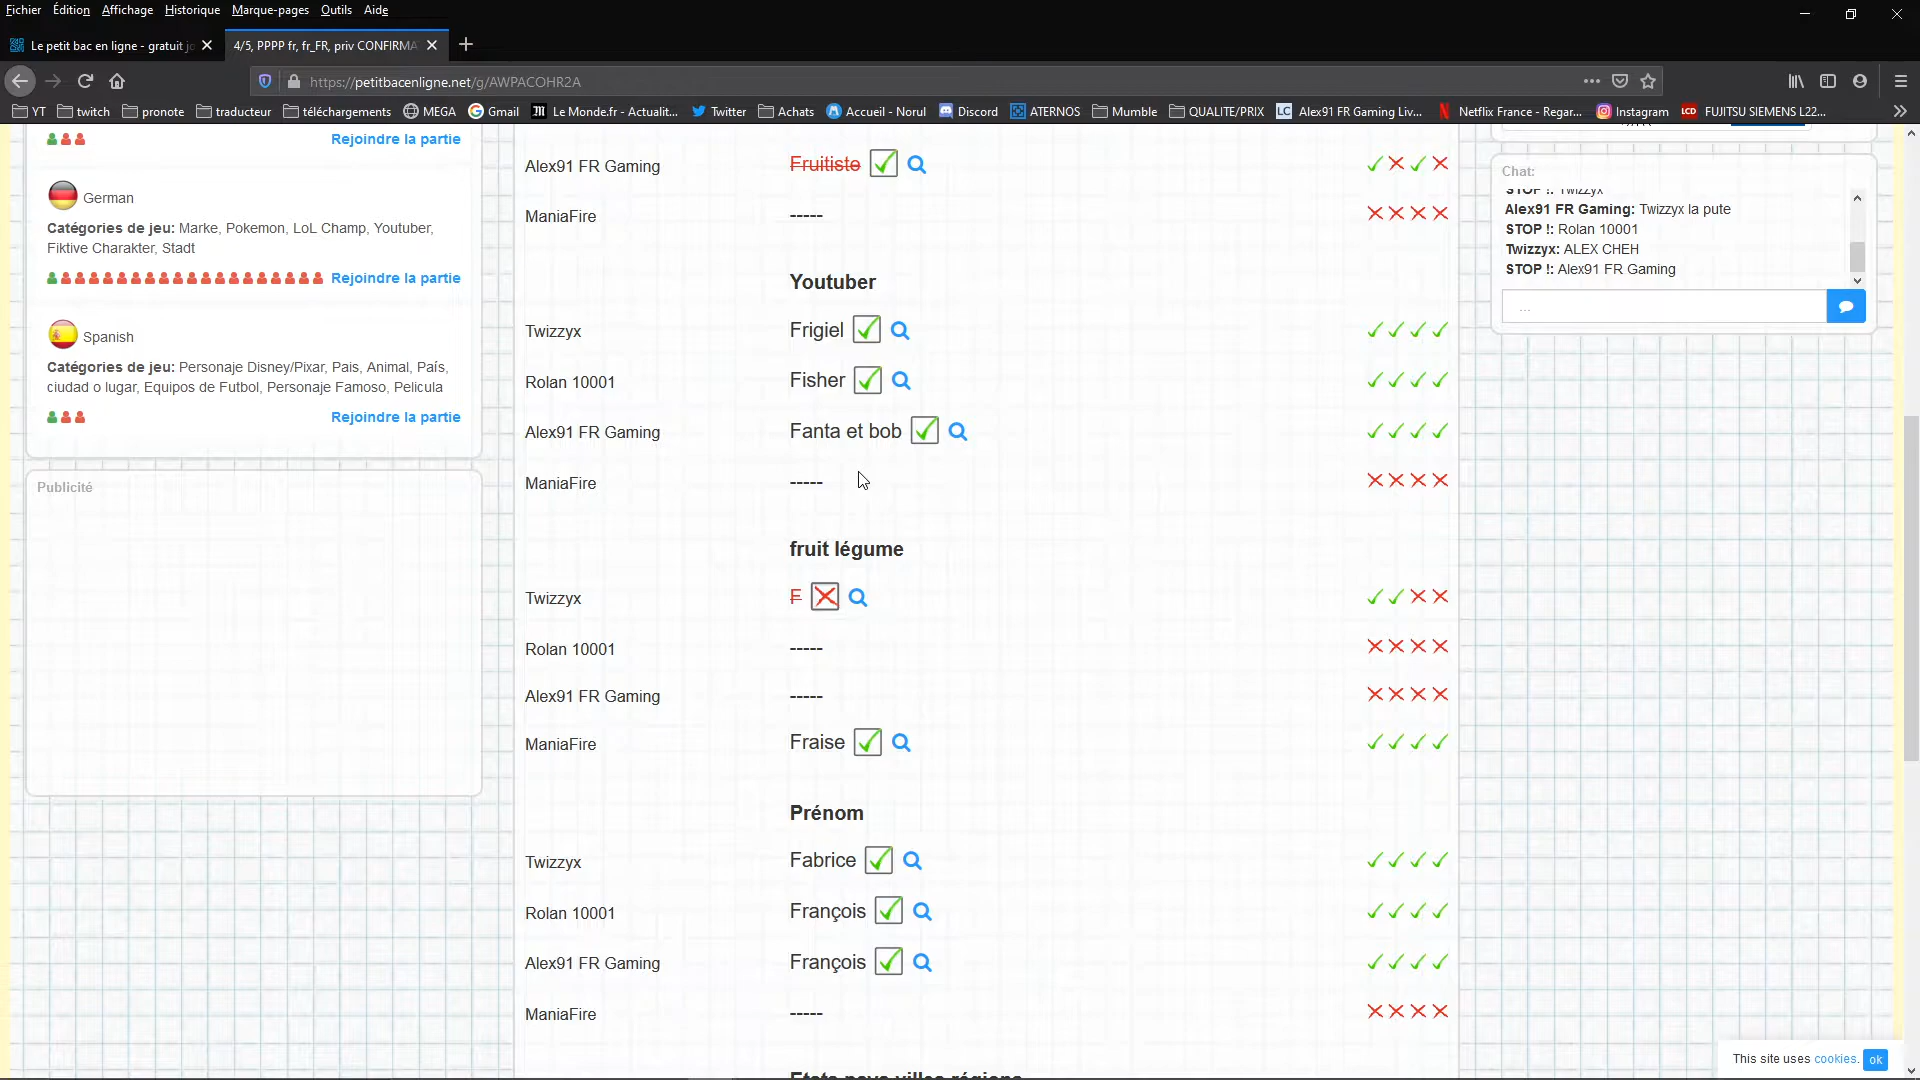 Fichier Édition Affichage Historique Marque-pages Outils Aide
Le petit bac en ligne - gratuit jo
4/5, PPPP fr, fr_FR, priv CONFIRMA
https://petitbacenligne.net/g/AWPACOHR2A
YT twitch pronote traducteur téléchargements MEGA Gmail Le Monde.fr - Actualit... Twitter Achats Accueil - Norul Discord ATERNOS Mumble QUALITE/PRIX Alex91 FR Gaming Liv... Netflix France - Regar... Instagram FUJITSU SIEMENS L22...
Rejoindre la partie
German
Catégories de jeu: Marke, Pokemon, LoL Champ, Youtuber,
Fiktive Charakter, Stadt
Rejoindre la partie
Spanish
Catégories de jeu: Personaje Disney/Pixar, Pais, Animal, País,
ciudad o lugar, Equipos de Futbol, Personaje Famoso, Pelicula
Rejoindre la partie
Publicité
Alex91 FR Gaming Fruitiste
ManiaFire -----
Youtuber
Twizzyx Frigiel
Rolan 10001 Fisher
Alex91 FR Gaming Fanta et bob
ManiaFire -----
fruit légume
Twizzyx F
Rolan 10001 -----
Alex91 FR Gaming -----
ManiaFire Fraise
Prénom
Twizzyx Fabrice
Rolan 10001 François
Alex91 FR Gaming François
ManiaFire -----
Etats pays villes régions
Chat:
STOP !: Twizzyx
Alex91 FR Gaming: Twizzyx la pute
STOP !: Rolan 10001
Twizzyx: ALEX CHEH
STOP !: Alex91 FR Gaming
...
This site uses cookies. ok